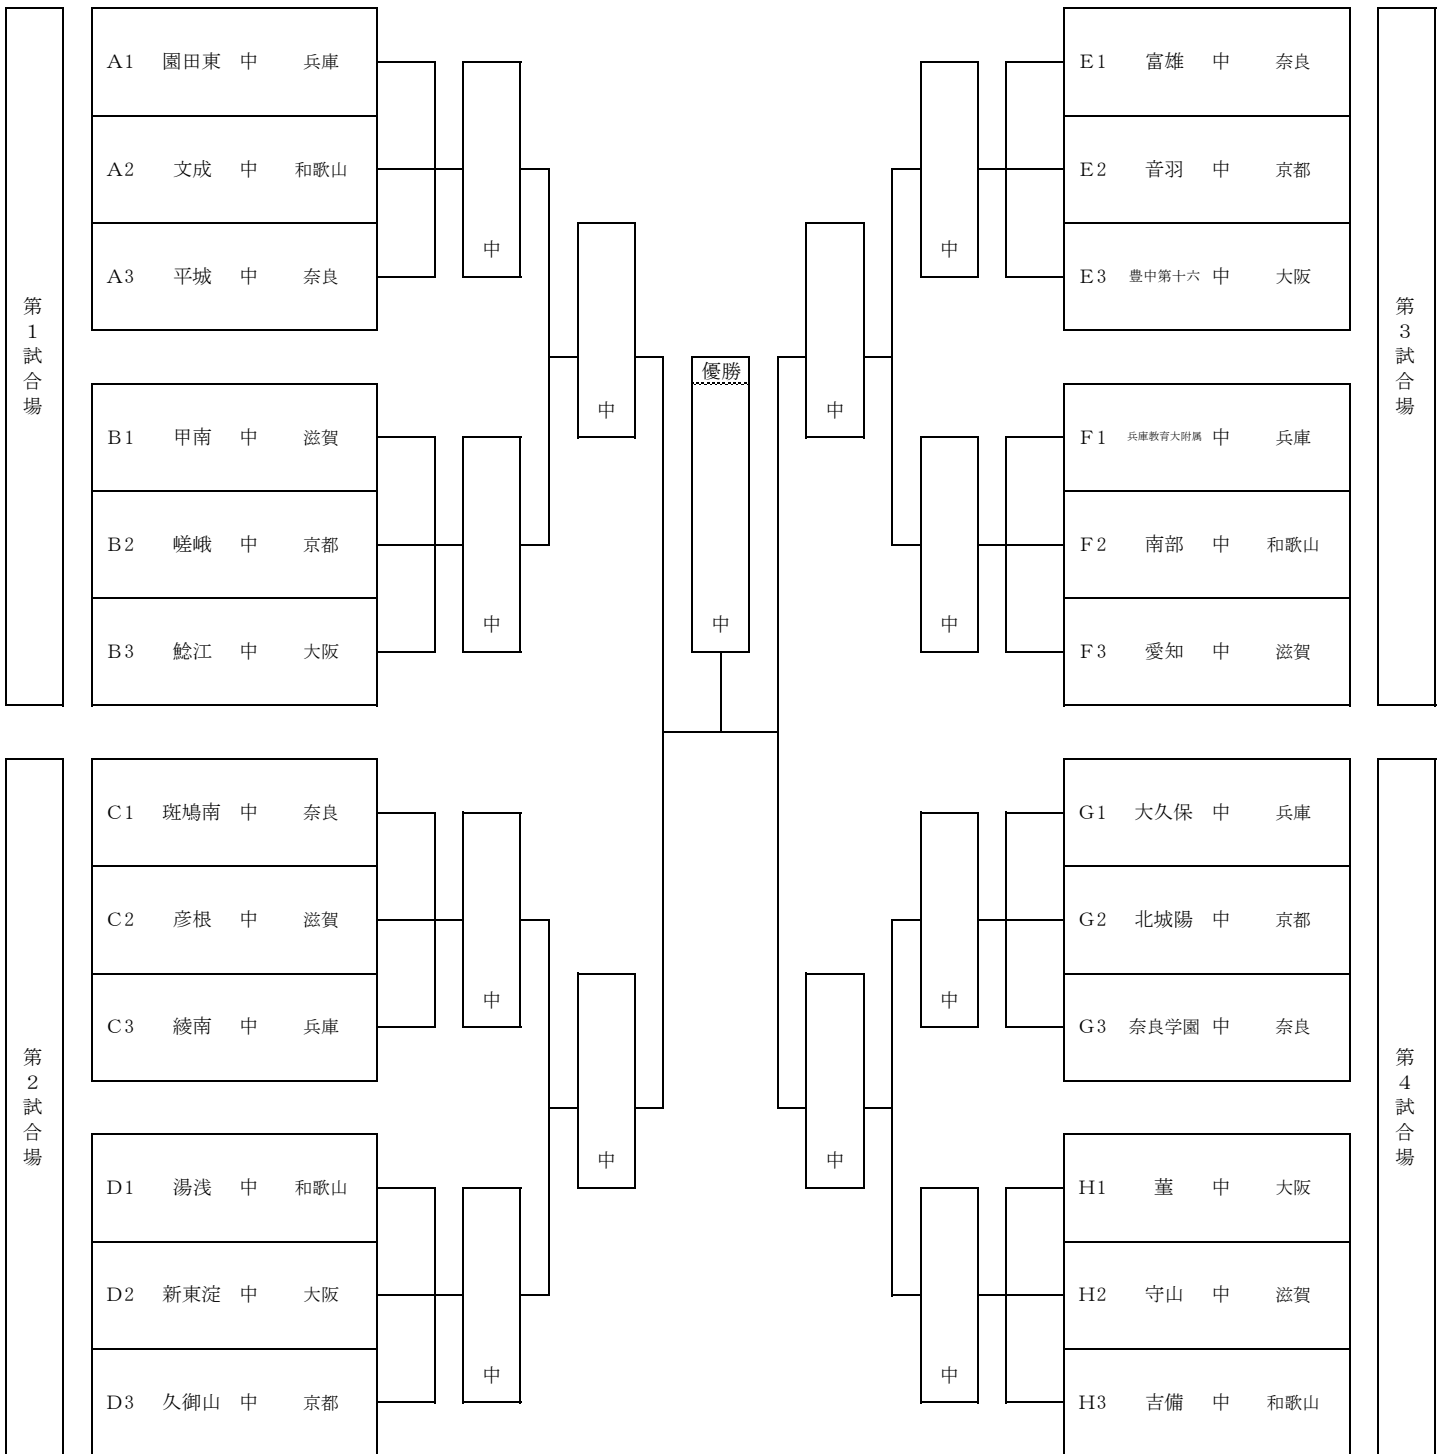 第1試合場
A1 園田東 中 兵庫
A2 文成 中 和歌山
A3 平城 中 奈良
中
B1 甲南 中 滋賀
B2 嵯峨 中 京都
B3 鯰江 中 大阪
中
中
第2試合場
C1 斑鳩南 中 奈良
C2 彦根 中 滋賀
C3 綾南 中 兵庫
中
D1 湯浅 中 和歌山
D2 新東淀 中 大阪
D3 久御山 中 京都
中
中
優勝
中
第3試合場
E1 富雄 中 奈良
E2 音羽 中 京都
E3 豊中第十六 中 大阪
中
F1 兵庫教育大附属 中 兵庫
F2 南部 中 和歌山
F3 愛知 中 滋賀
中
中
第4試合場
G1 大久保 中 兵庫
G2 北城陽 中 京都
G3 奈良学園 中 奈良
中
H1 菫 中 大阪
H2 守山 中 滋賀
H3 吉備 中 和歌山
中
中